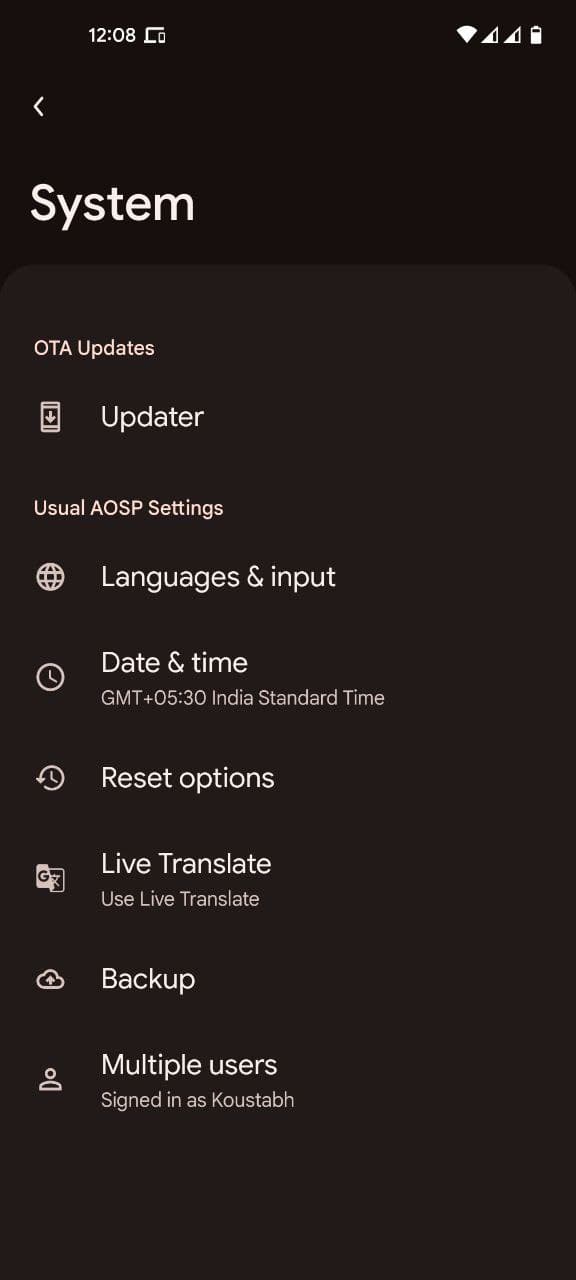 12:08
System
OTA Updates
Updater
Usual AOSP Settings
Languages & input
Date & time
GMT+05:30 India Standard Time
Reset options
Live Translate
Use Live Translate
Backup
Multiple users
Signed in as Koustabh